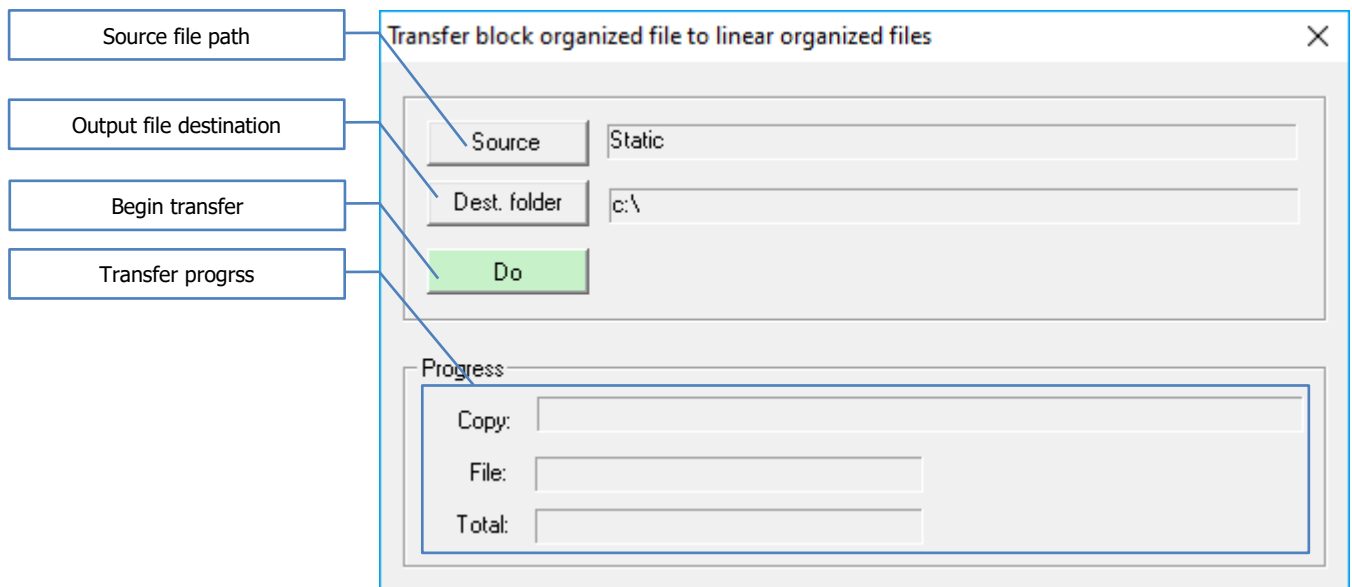 Source file path
Transfer block organized file to linear organized files
Output file destination
Source
Static
Begin transfer
Dest. folder
c:\
Transfer progrss
Do
Progress
Copy:
File:
Total: